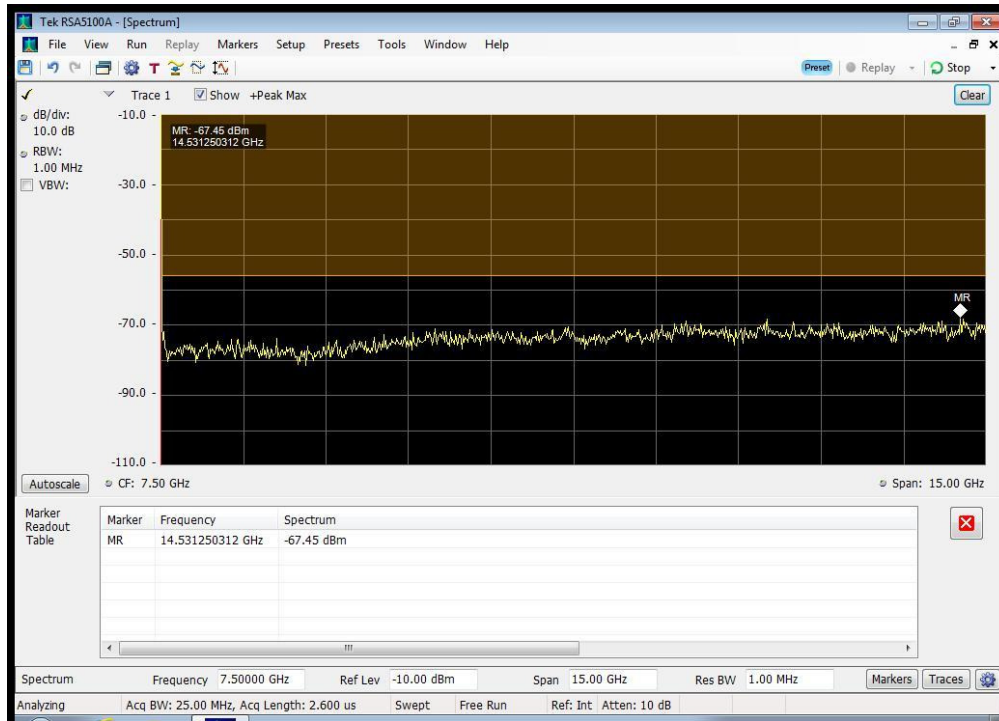 Tek RSA5100A - [Spectrum]
File View Run Replay Markers Setup Presets Tools Window Help
T Preset Replay Stop
Trace 1 Show +Peak Max Clear
dB/div:
10.0 dB
RBW:
1.00 MHz
VBW:
-10.0
-30.0
-50.0
-70.0
-90.0
-110.0
MR: -67.45 dBm
14.531250312 GHz
MR
Autoscale CF: 7.50 GHz Span: 15.00 GHz
Marker
Readout
Table
Marker Frequency Spectrum
MR 14.531250312 GHz -67.45 dBm
Spectrum Frequency 7.50000 GHz Ref Lev -10.00 dBm Span 15.00 GHz Res BW 1.00 MHz Markers Traces
Analyzing Acq BW: 25.00 MHz, Acq Length: 2.600 us Swept Free Run Ref: Int Atten: 10 dB